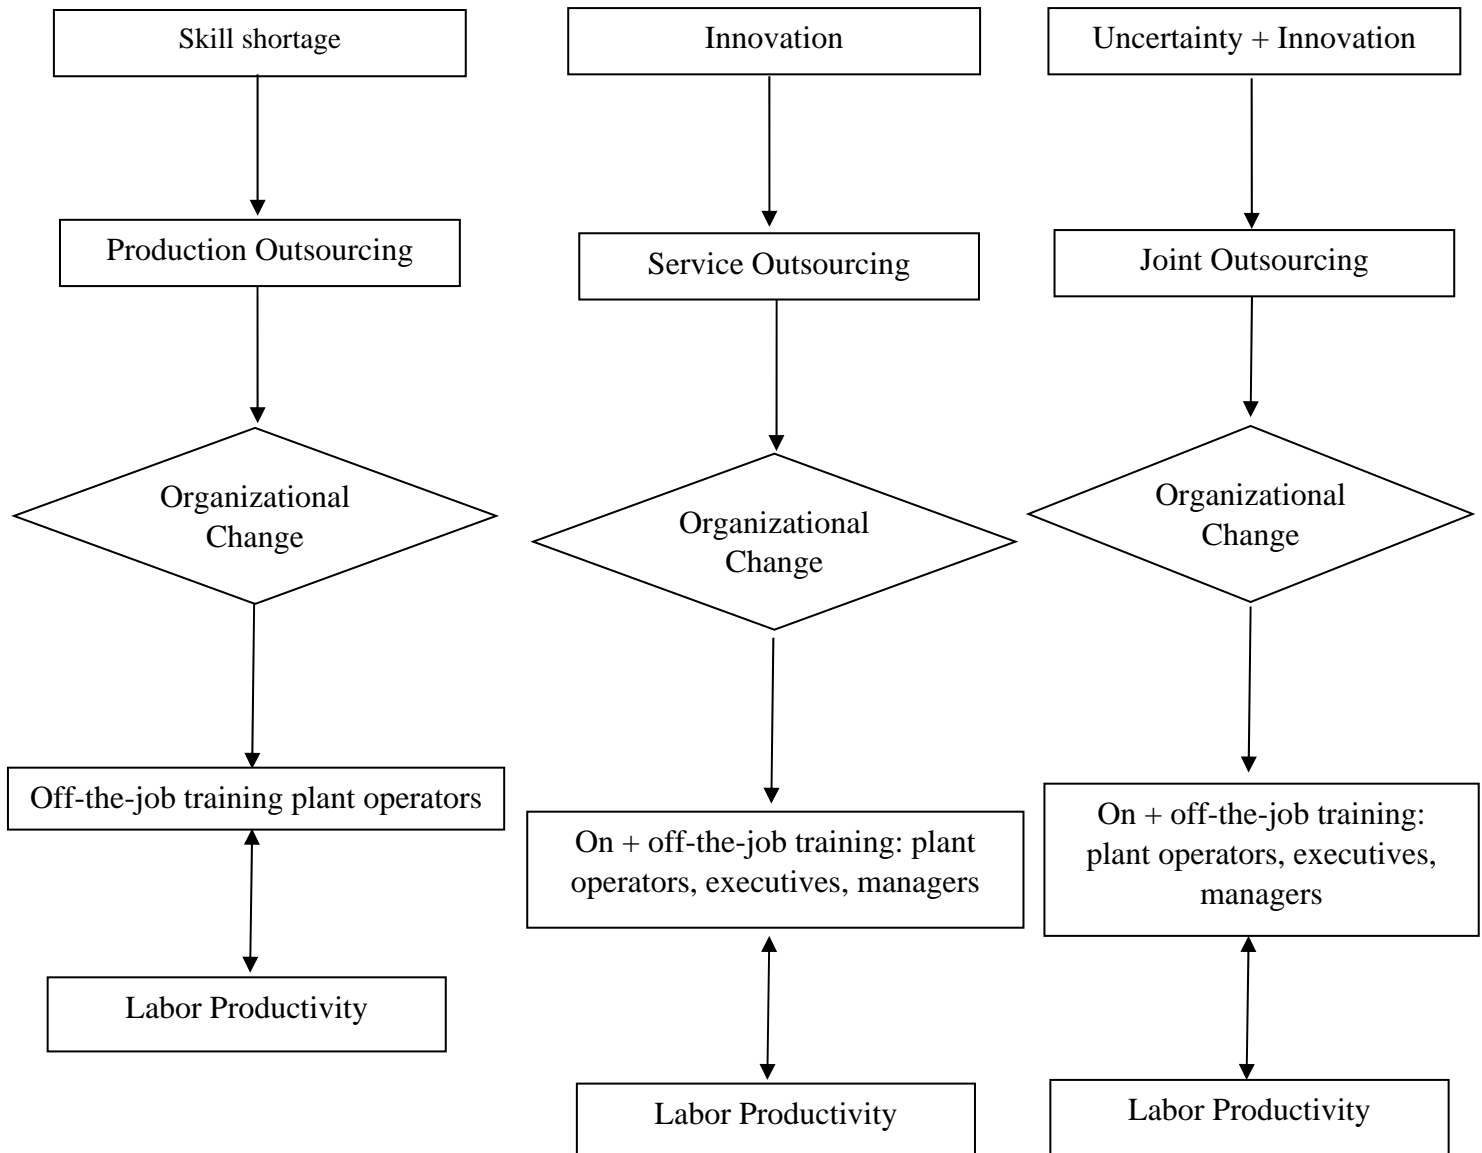 Skill shortage
Production Outsourcing
Organizational
Change
Off-the-job training plant operators
Labor Productivity
Innovation
Service Outsourcing
Organizational
Change
On + off-the-job training: plant
operators, executives, managers
Labor Productivity
Uncertainty + Innovation
Joint Outsourcing
Organizational
Change
On + off-the-job training:
plant operators, executives,
managers
Labor Productivity